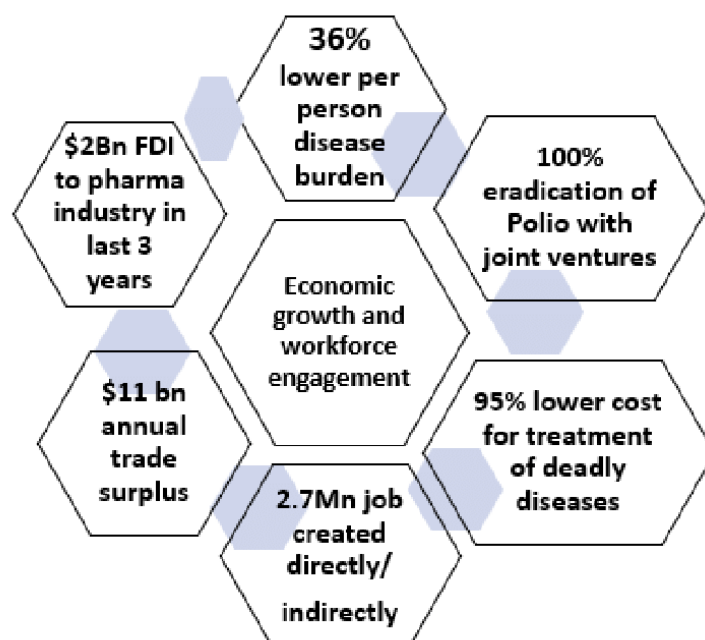 36%
lower per
person
disease
burden
$2Bn FDI
to pharma
industry in
last 3
years
100%
eradication of
Polio with
joint ventures
Economic
growth and
workforce
engagement
$11 bn
annual
trade
surplus
95% lower cost
for treatment
of deadly
diseases
2.7Mn job
created
directly/
indirectly